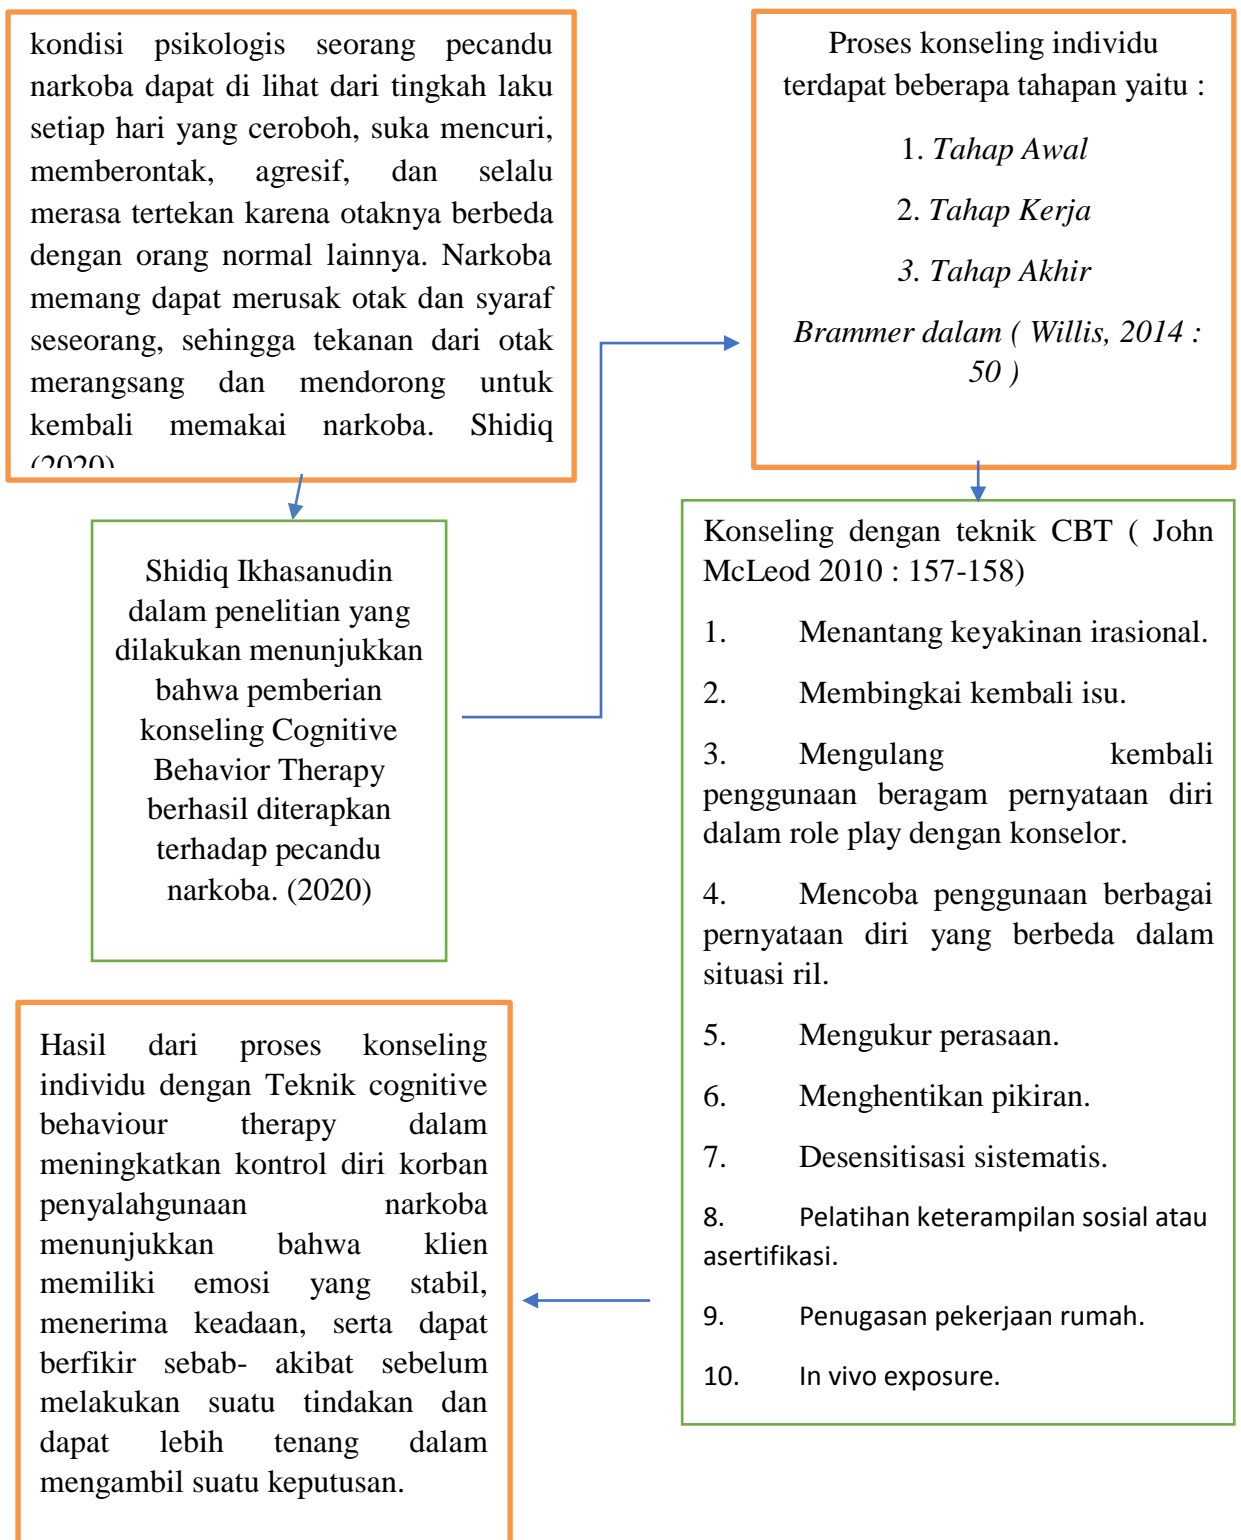 kondisi psikologis seorang pecandu
narkoba dapat di lihat dari tingkah laku
setiap hari yang ceroboh, suka mencuri,
memberontak, agresif, dan selalu
merasa tertekan karena otaknya berbeda
dengan orang normal lainnya. Narkoba
memang dapat merusak otak dan syaraf
seseorang, sehingga tekanan dari otak
merangsang dan mendorong untuk
kembali memakai narkoba. Shidiq
(2020)
Shidiq Ikhasanudin
dalam penelitian yang
dilakukan menunjukkan
bahwa pemberian
konseling Cognitive
Behavior Therapy
berhasil diterapkan
terhadap pecandu
narkoba. (2020)
Proses konseling individu
terdapat beberapa tahapan yaitu :
1. Tahap Awal
2. Tahap Kerja
3. Tahap Akhir
Brammer dalam ( Willis, 2014 :
50 )
Konseling dengan teknik CBT ( John
McLeod 2010 : 157-158)
1. Menantang keyakinan irasional.
2. Membingkai kembali isu.
3. Mengulang kembali
penggunaan beragam pernyataan diri
dalam role play dengan konselor.
4. Mencoba penggunaan berbagai
pernyataan diri yang berbeda dalam
situasi ril.
5. Mengukur perasaan.
6. Menghentikan pikiran.
7. Desensitisasi sistematis.
8. Pelatihan keterampilan sosial atau
asertifikasi.
9. Penugasan pekerjaan rumah.
10. In vivo exposure.
Hasil dari proses konseling
individu dengan Teknik cognitive
behaviour therapy dalam
meningkatkan kontrol diri korban
penyalahgunaan narkoba
menunjukkan bahwa klien
memiliki emosi yang stabil,
menerima keadaan, serta dapat
berfikir sebab- akibat sebelum
melakukan suatu tindakan dan
dapat lebih tenang dalam
mengambil suatu keputusan.